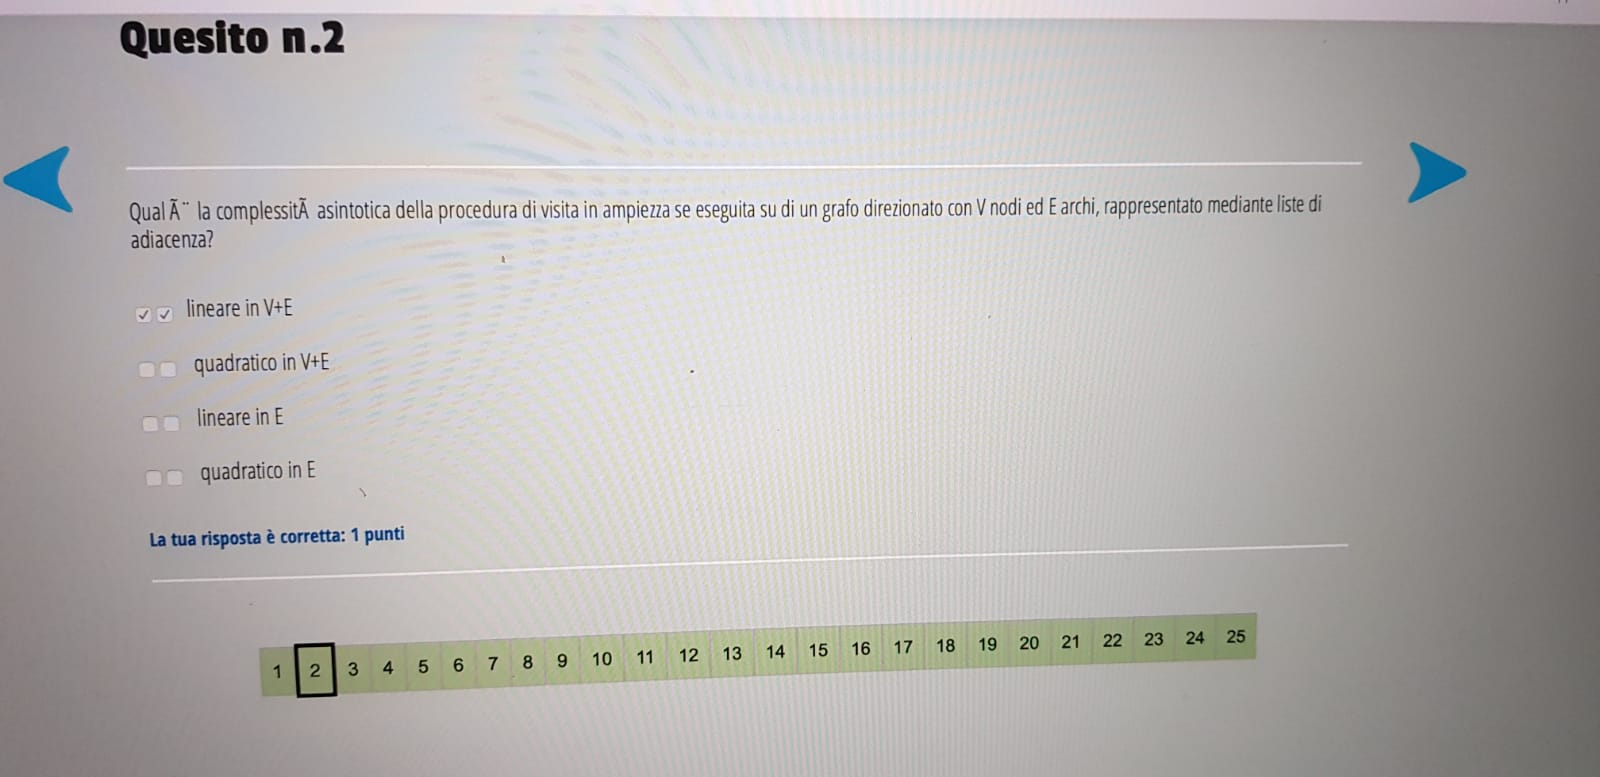 Quesito n.2
Qual Ã¨ la complessitÃ asintotica della procedura di visita in ampiezza se eseguita su di un grafo direzionato con V nodi ed E archi, rappresentato mediante liste di
adiacenza?
lineare in V+E
quadratico in V+E
lineare in E
quadratico in E
La tua risposta è corretta: 1 punti
1 2 3 4 5 6 7 8 9 10 11 12 13 14 15 16 17 18 19 20 21 22 23 24 25